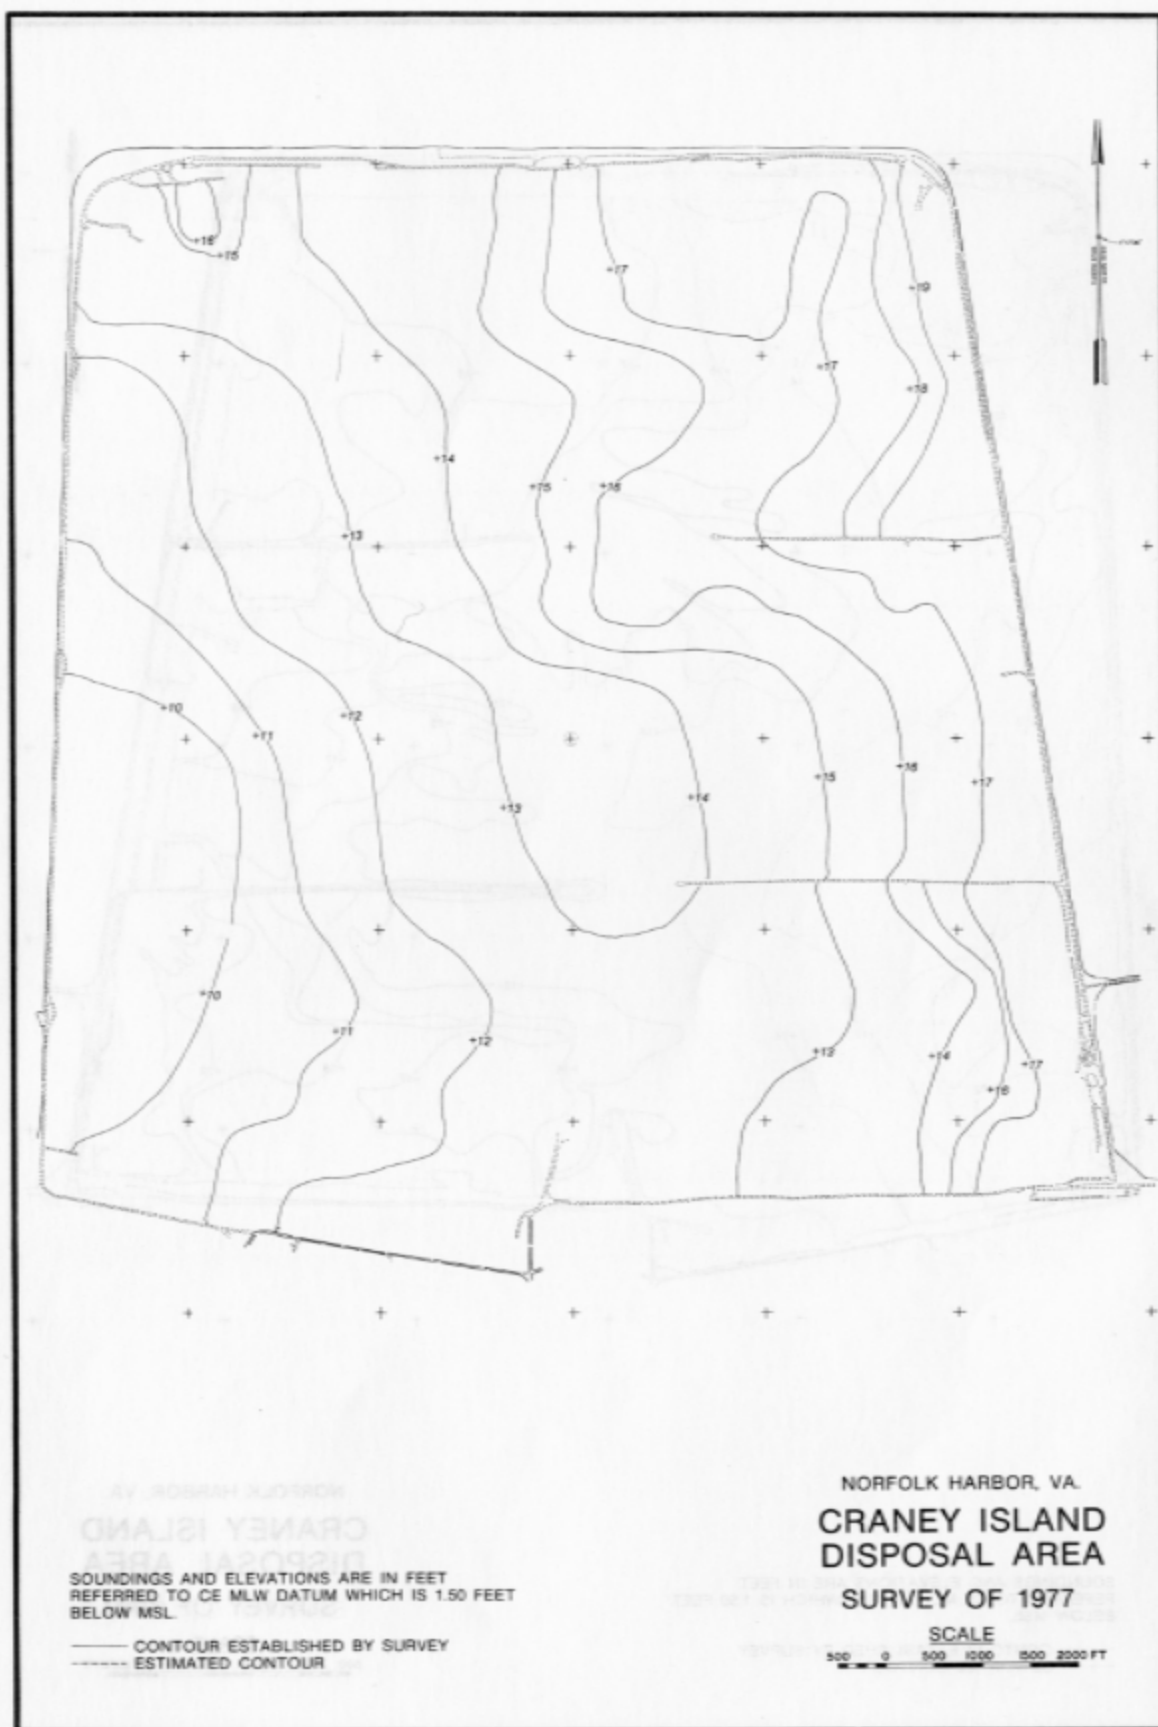 +16
+15
+17
+19
+17
+18
+14
+15
+16
+13
+10
+11
+12
+13
+14
+15
+16
+17
+10
+11
+12
+13
+14
+16
+17
NORFOLK HARBOR, VA.
CRANEY ISLAND
DISPOSAL AREA
SURVEY OF 1977
SCALE
500 0 500 1000 1500 2000 FT
SOUNDINGS AND ELEVATIONS ARE IN FEET
REFERRED TO CE MLW DATUM WHICH IS 1.50 FEET
BELOW MSL.
CONTOUR ESTABLISHED BY SURVEY
ESTIMATED CONTOUR